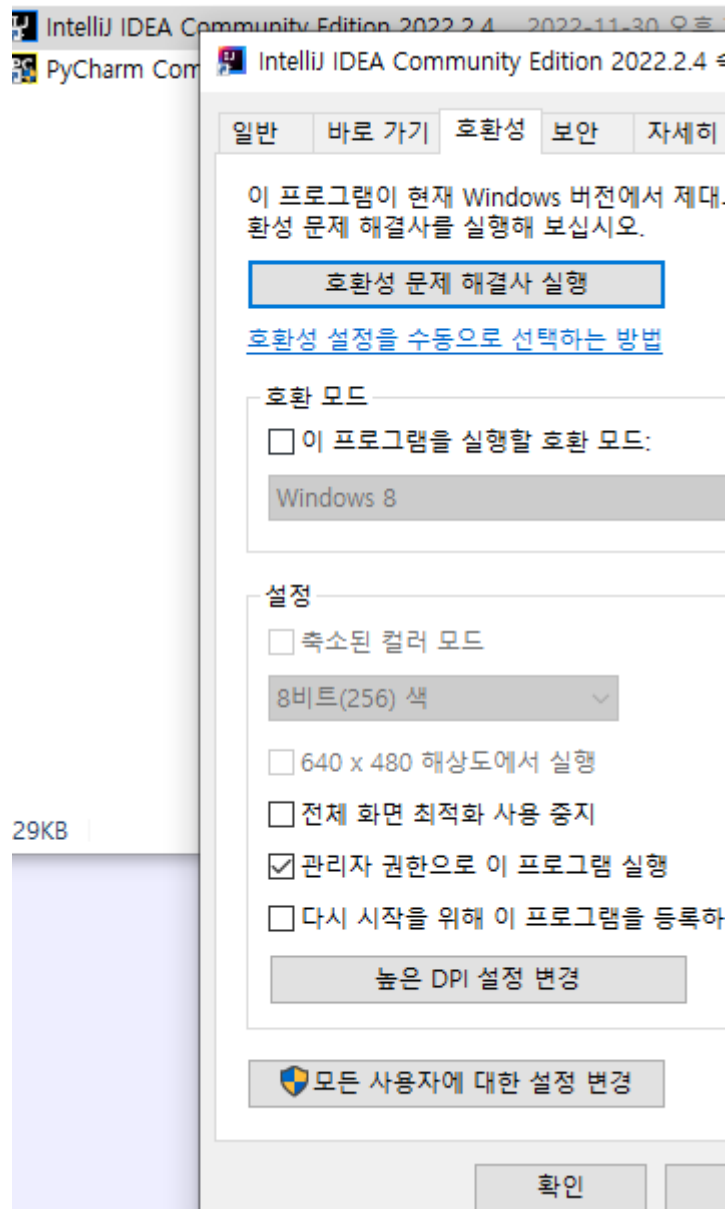 IntelliJ IDEA Community Edition 2022.2.4 2022-11-30 오후
PyCharm Com
IntelliJ IDEA Community Edition 2022.2.4
일반 바로 가기 호환성 보안 자세히
이 프로그램이 현재 Windows 버전에서 제대
환성 문제 해결사를 실행해 보십시오.
호환성 문제 해결사 실행
호환성 설정을 수동으로 선택하는 방법
호환 모드
이 프로그램을 실행할 호환 모드:
Windows 8
설정
축소된 컬러 모드
8비트(256) 색
640 x 480 해상도에서 실행
전체 화면 최적화 사용 중지
29KB
관리자 권한으로 이 프로그램 실행
다시 시작을 위해 이 프로그램을 등록하
높은 DPI 설정 변경
모든 사용자에 대한 설정 변경
확인